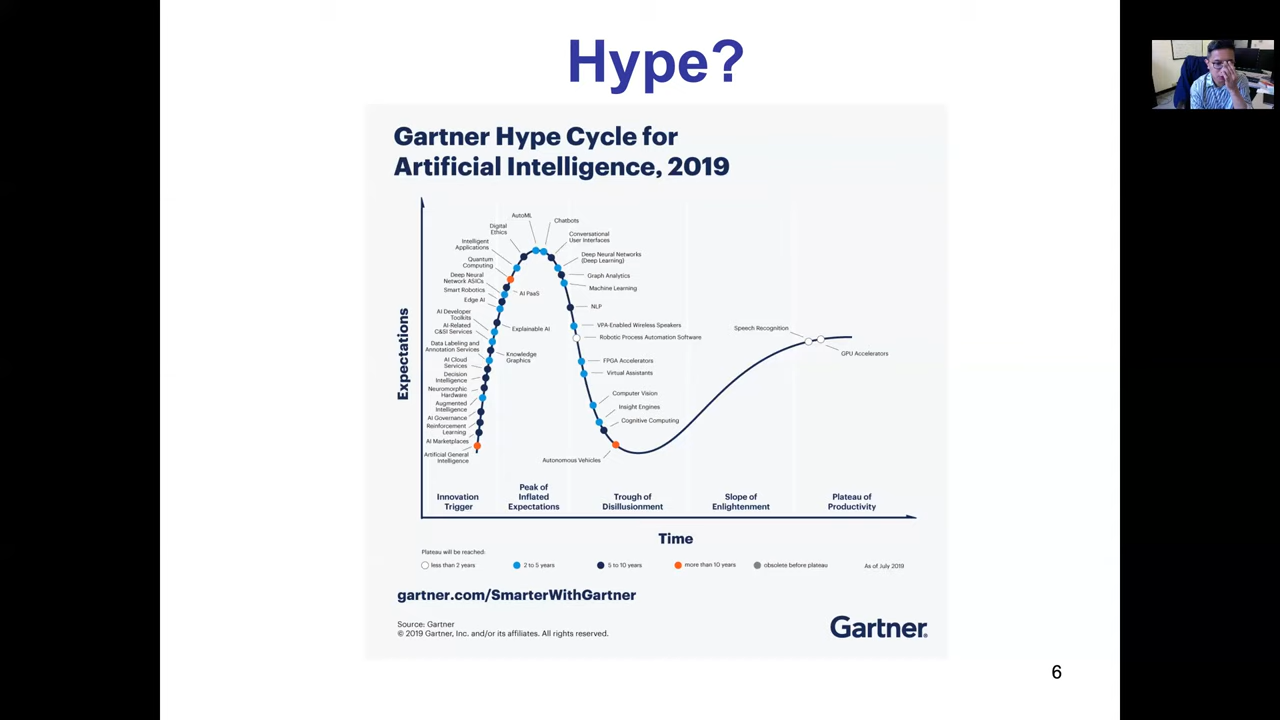 Hype?
Gartner Hype Cycle for
Artificial Intelligence, 2019
Expectations
AutoML
Chatbots
Digital
Ethics
Conversational
User Interfaces
Intelligent
Applications
Deep Neural Networks
(Deep Learning)
Quantum
Computing
Graph Analytics
Deep Neural
Network ASICs
Machine Learning
Smart Robotics
AI PaaS
Edge AI
NLP
AI Developer
Toolkits
VPA-Enabled Wireless Speakers
AI-Related
C&SI Services
Explainable AI
Robotic Process Automation Software
Speech Recognition
Data Labeling and
Annotation Services
Knowledge
Graphs
GPU Accelerators
AI Cloud
Services
FPGA Accelerators
Decision
Intelligence
Virtual Assistants
Neuromorphic
Hardware
Computer Vision
Augmented
Intelligence
Insight Engines
AI Governance
Cognitive Computing
Reinforcement
Learning
AI Marketplaces
Artificial General
Intelligence
Autonomous Vehicles
Innovation
Trigger
Peak of
Inflated
Expectations
Trough of
Disillusionment
Slope of
Enlightenment
Plateau of
Productivity
Time
Plateau will be reached:
less than 2 years
2 to 5 years
5 to 10 years
more than 10 years
obsolete before plateau
As of July 2019
gartner.com/SmarterWithGartner
Source: Gartner
© 2019 Gartner, Inc. and/or its affiliates. All rights reserved.
Gartner.
6